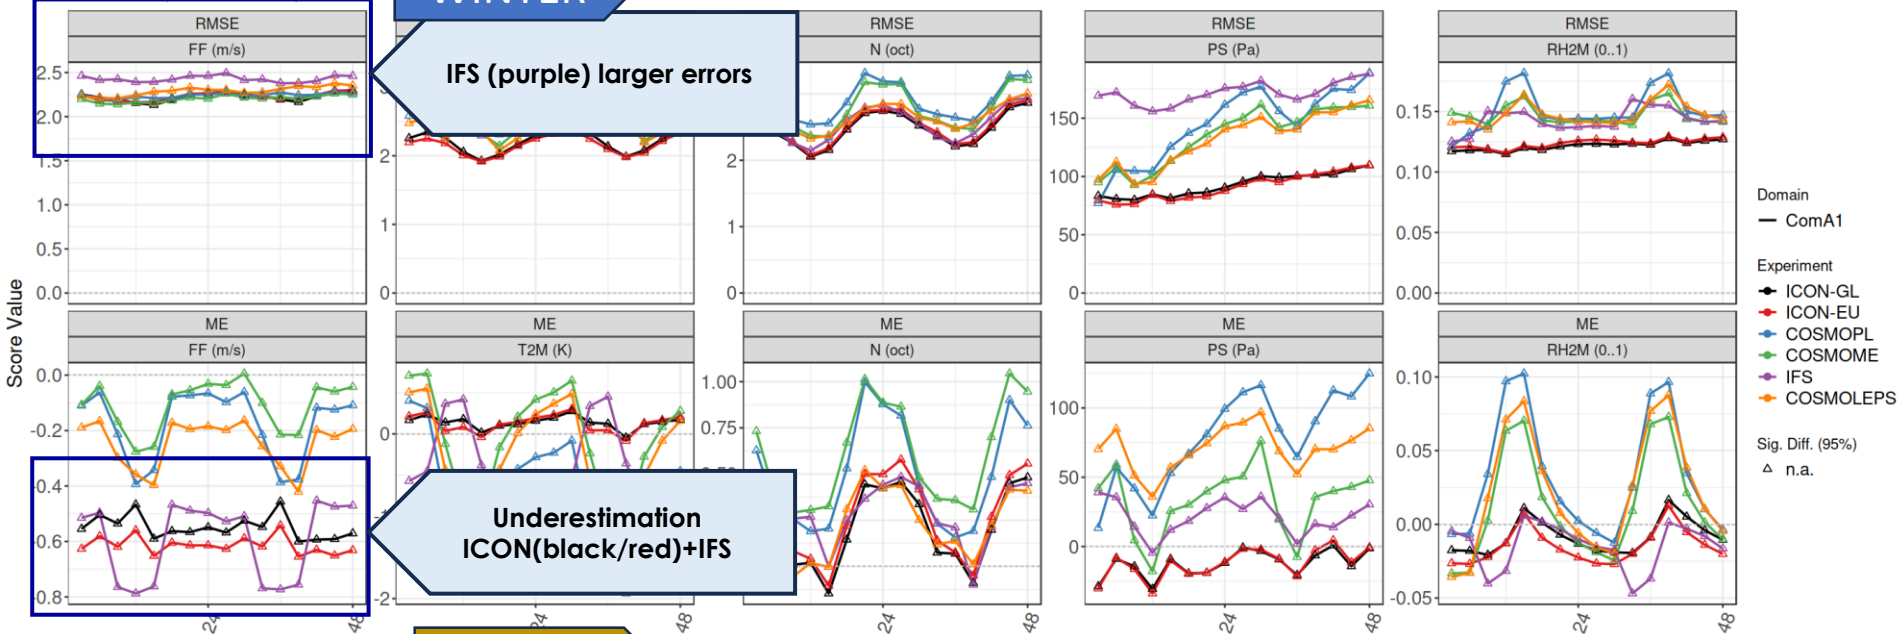 WINTER
RMSE
FF (m/s)
2.5
2.0
1.5
1.0
0.5
0.0
IFS (purple) larger errors
2
1
0
RMSE
N (oct)
2
1
0
RMSE
PS (Pa)
150
100
50
0
RMSE
RH2M (0..1)
0.15
0.10
0.05
0.00
Score Value
ME
FF (m/s)
0.0
-0.2
-0.4
-0.6
-0.8
24
48
ME
T2M (K)
0
-2
24
48
Underestimation
ICON(black/red)+IFS
ME
N (oct)
1.00
0.75
24
48
ME
PS (Pa)
100
50
0
24
48
ME
RH2M (0..1)
0.10
0.05
0.00
-0.05
24
48
Domain
ComA1
Experiment
ICON-GL
ICON-EU
COSMOPL
COSMOME
IFS
COSMOLEPS
Sig. Diff. (95%)
n.a.